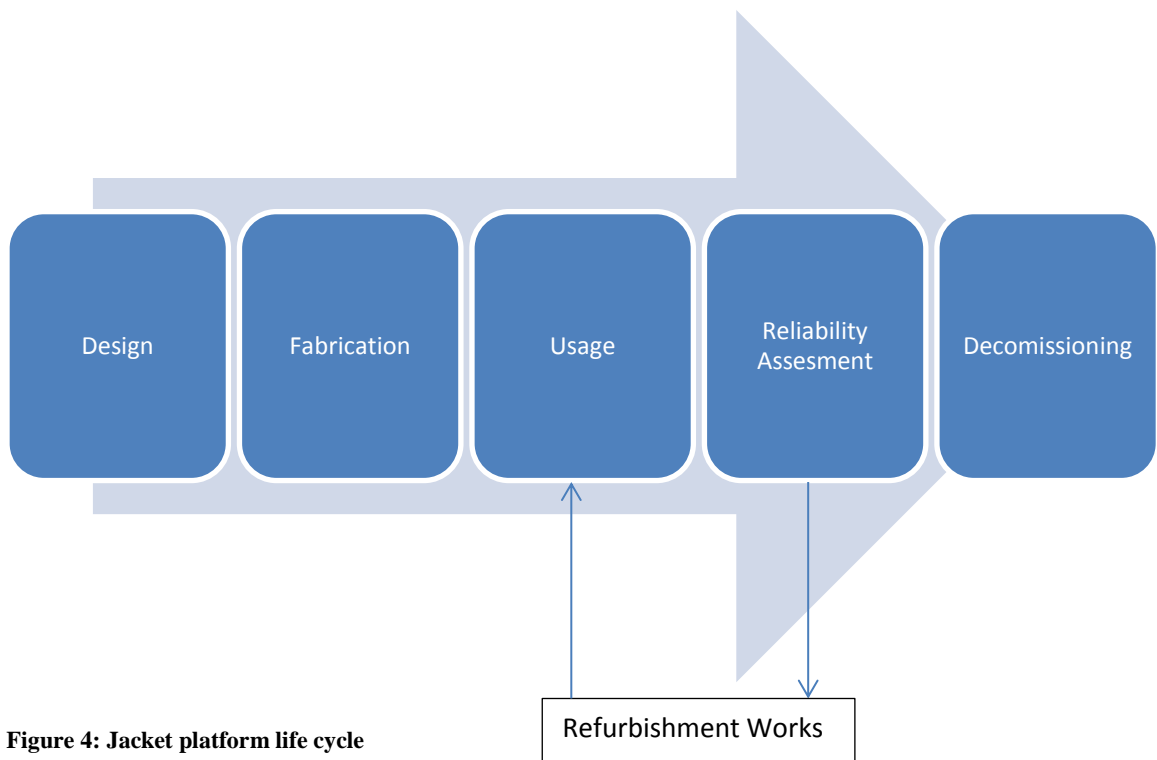 Design
Fabrication
Usage
Reliability
Assesment
Decomissioning
Refurbishment Works
Figure 4: Jacket platform life cycle